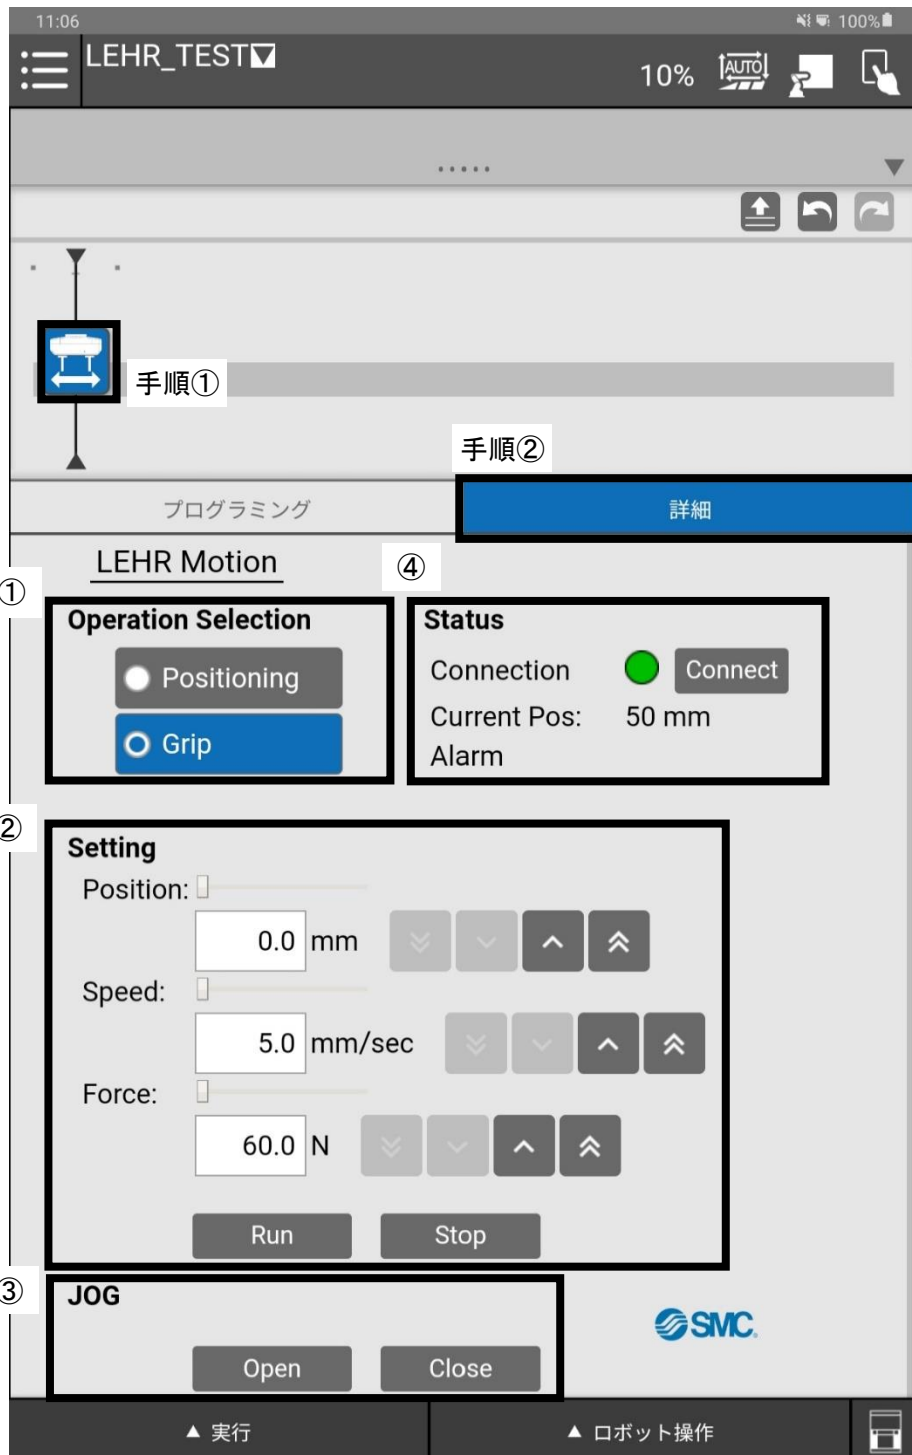 11:06 100%
LEHR_TEST
10% AUTO
手順①
手順②
プログラミング 詳細
LEHR Motion
④
①
Operation Selection
Positioning
Grip
Status
Connection Connect
Current Pos: 50 mm
Alarm
②
Setting
Position:
0.0 mm
Speed:
5.0 mm/sec
Force:
60.0 N
Run Stop
③
JOG
Open Close
SMC.
▲ 実行 ▲ ロボット操作